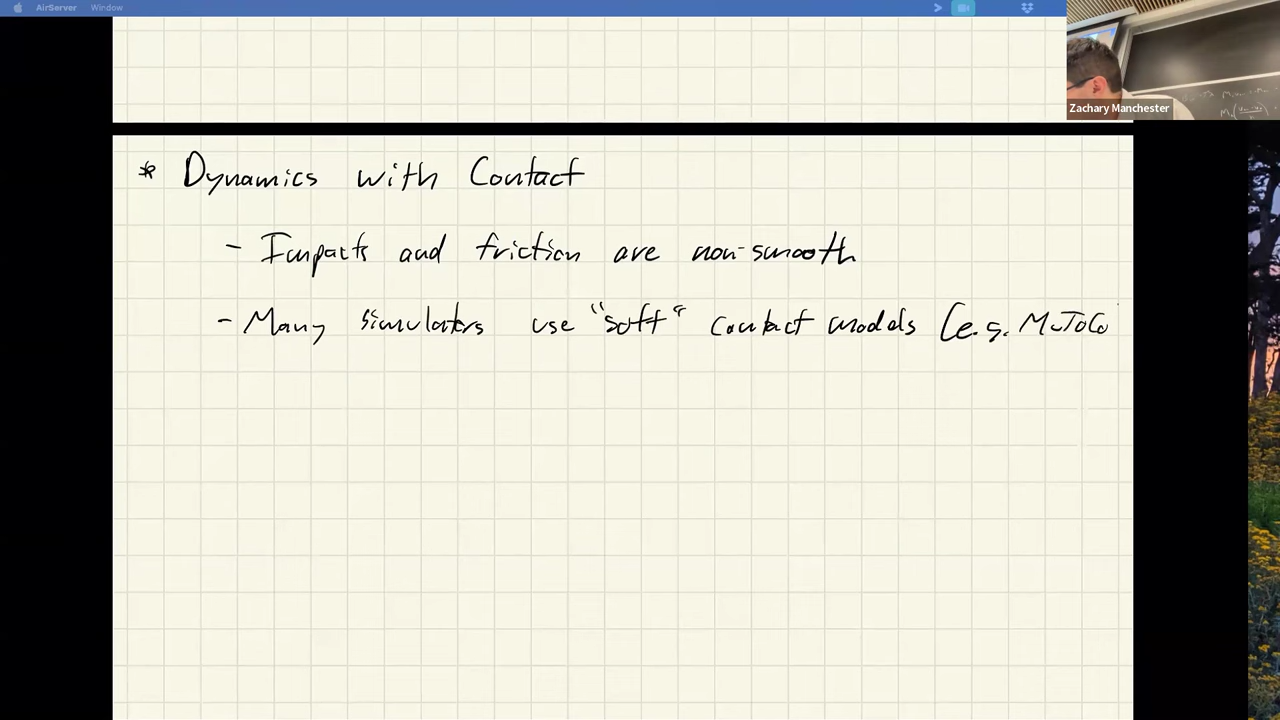 AirServer Window
Zachary Manchester
* Dynamics with Contact
- Impacts and friction are non-smooth
- Many simulators use "soft" contact models (e.g. MuJoCo